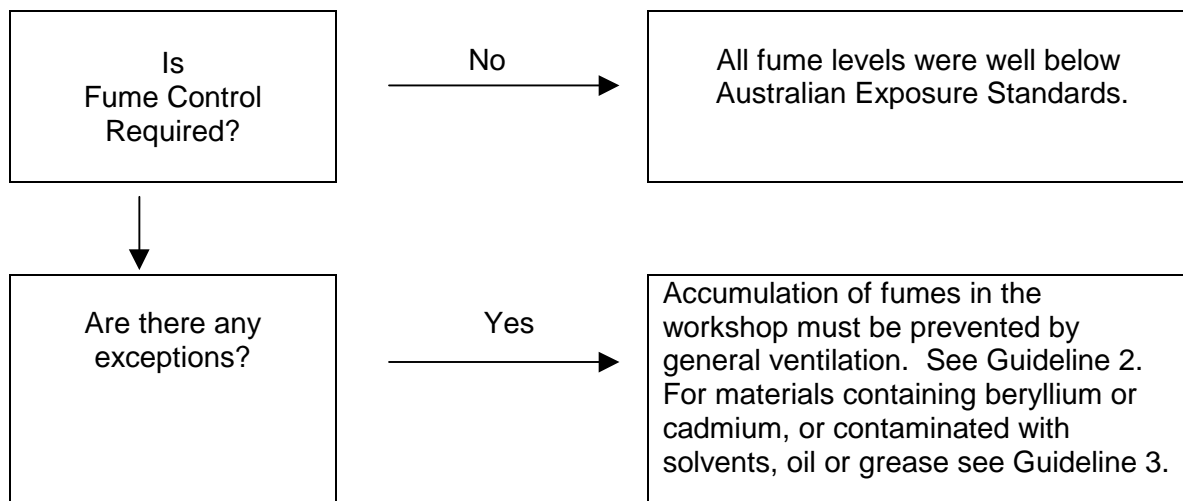 Is
Fume Control
Required?
No
All fume levels were well below
Australian Exposure Standards.
Are there any
exceptions?
Yes
Accumulation of fumes in the
workshop must be prevented by
general ventilation.  See Guideline 2.
For materials containing beryllium or
cadmium, or contaminated with
solvents, oil or grease see Guideline 3.